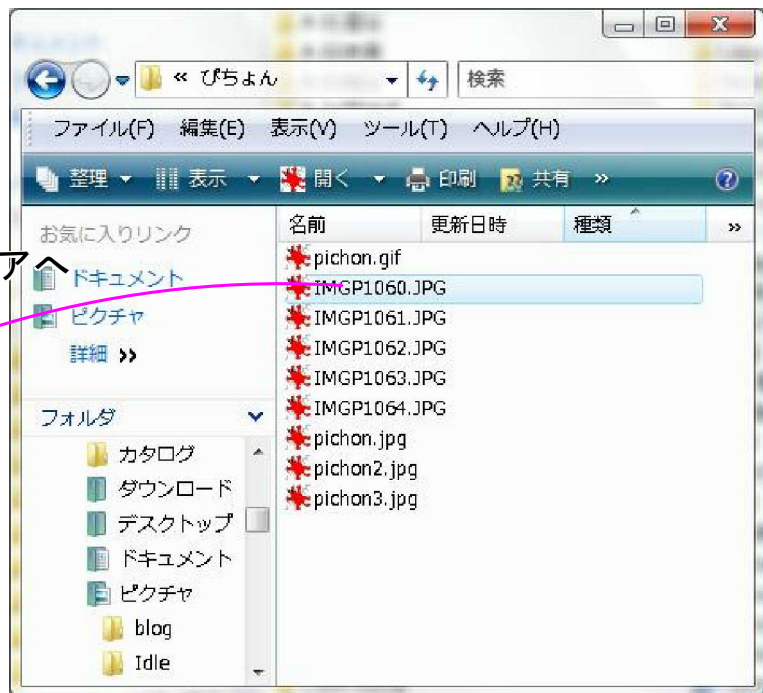 « ぴちょん
検索
ファイル(F) 編集(E) 表示(V) ツール(T) ヘルプ(H)
整理 表示 開く 印刷 共有 »
お気に入りリンク
アへ
ドキュメント
ピクチャ
詳細 »
フォルダ
カタログ
ダウンロード
デスクトップ
ドキュメント
ピクチャ
blog
Idle
名前 更新日時 種類 »
pichon.gif
IMGP1060.JPG
IMGP1061.JPG
IMGP1062.JPG
IMGP1063.JPG
IMGP1064.JPG
pichon.jpg
pichon2.jpg
pichon3.jpg